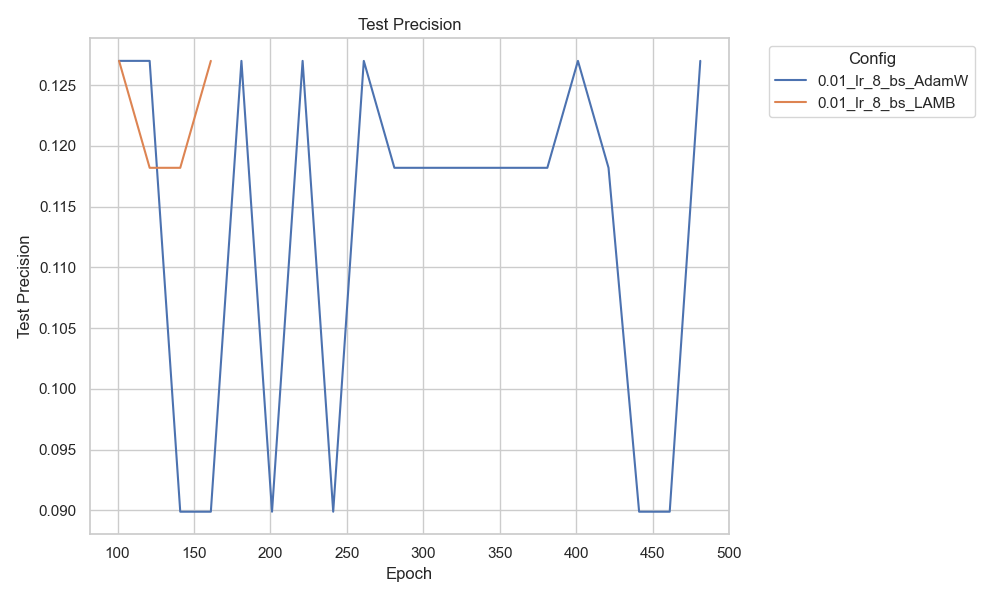 Test Precision
Config
0.01_lr_8_bs_AdamW
0.01_lr_8_bs_LAMB
0.125
0.120
0.115
0.110
0.105
0.100
0.095
0.090
Test Precision
100 150 200 250 300 350 400 450 500
Epoch